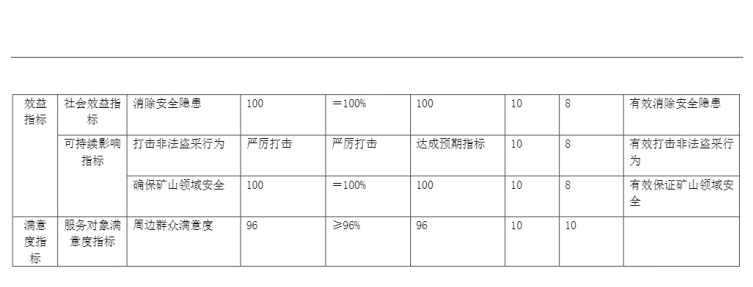 效益 社会效益指 消除安全隐患 100 ＝100% 100 10 8 有效消除安全隐患
指标 标
可持续影响 打击非法盗采行为 严厉打击 严厉打击 达成预期指标 10 8 有效打击非法盗采行
指标 为
确保矿山领域安全 100 ＝100% 100 10 8 有效保证矿山领域安
全
满意 服务对象满 周边群众满意度 96 ≥96% 96 10 10
度指 意度指标
标